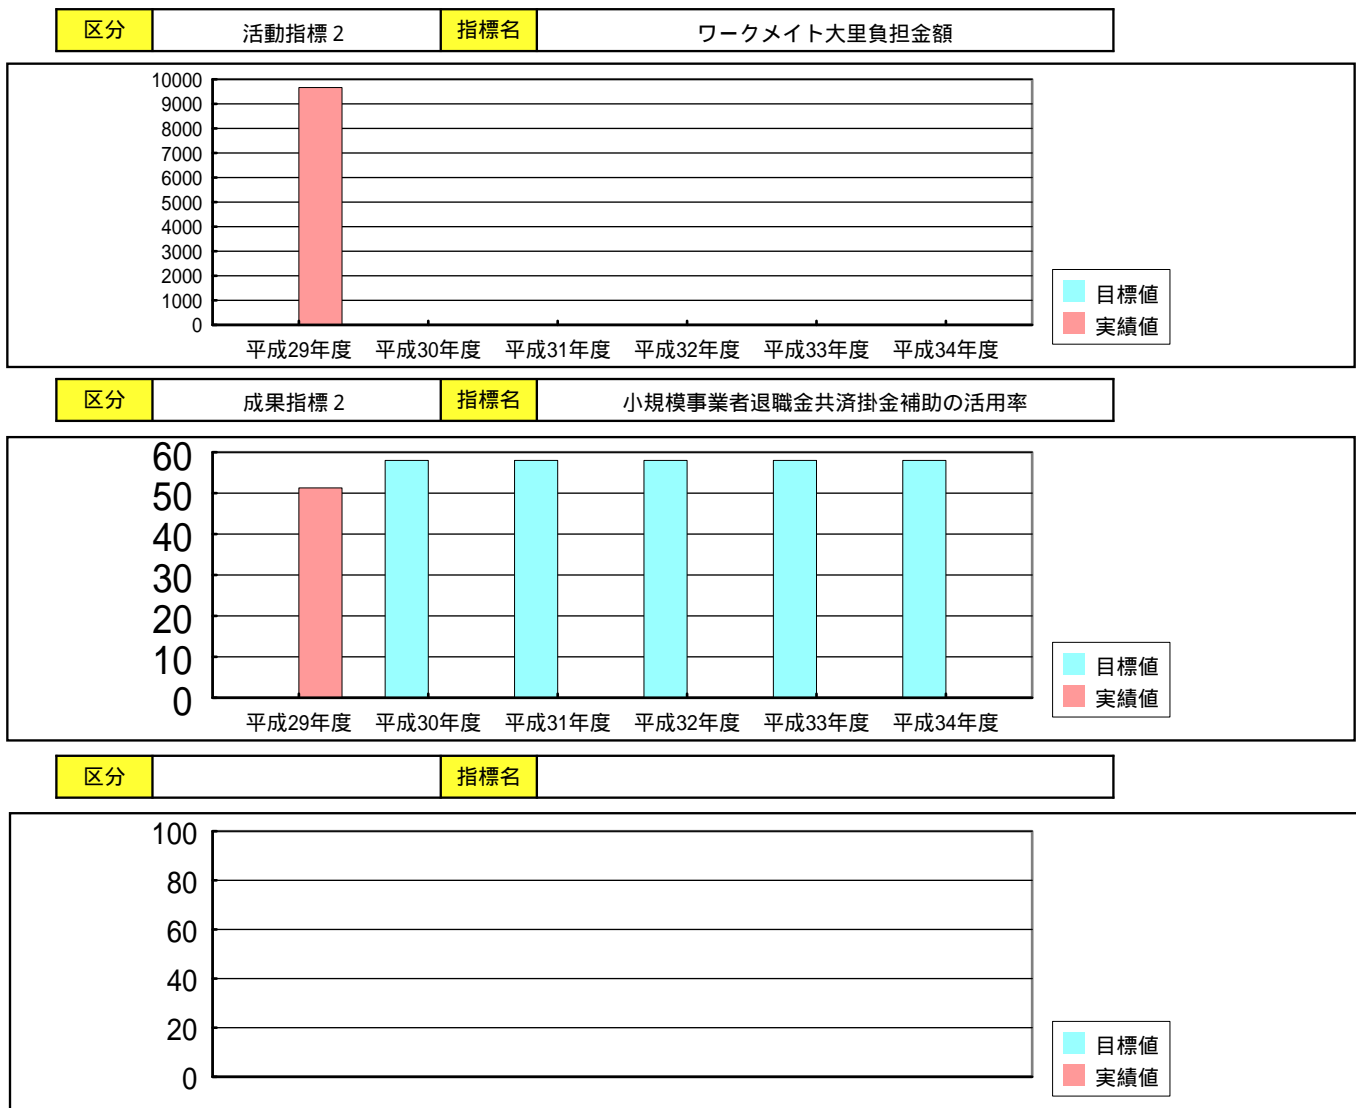 区分 活動指標２ 指標名 ワークメイト大里負担金額
10000
9000
8000
7000
6000
5000
4000
3000
2000
1000
0
平成29年度 平成30年度 平成31年度 平成32年度 平成33年度 平成34年度
目標値
実績値
区分 成果指標２ 指標名 小規模事業者退職金共済掛金補助の活用率
60
50
40
30
20
10
0
平成29年度 平成30年度 平成31年度 平成32年度 平成33年度 平成34年度
目標値
実績値
区分 指標名
100
80
60
40
20
0
目標値
実績値